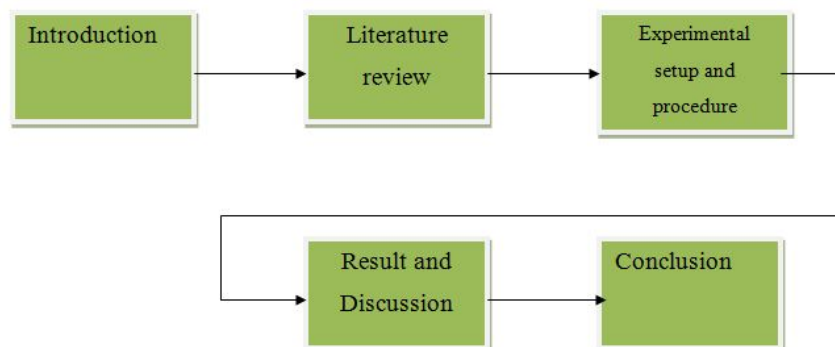 Introduction
Literature
review
Experimental
setup and
procedure
Result and
Discussion
Conclusion